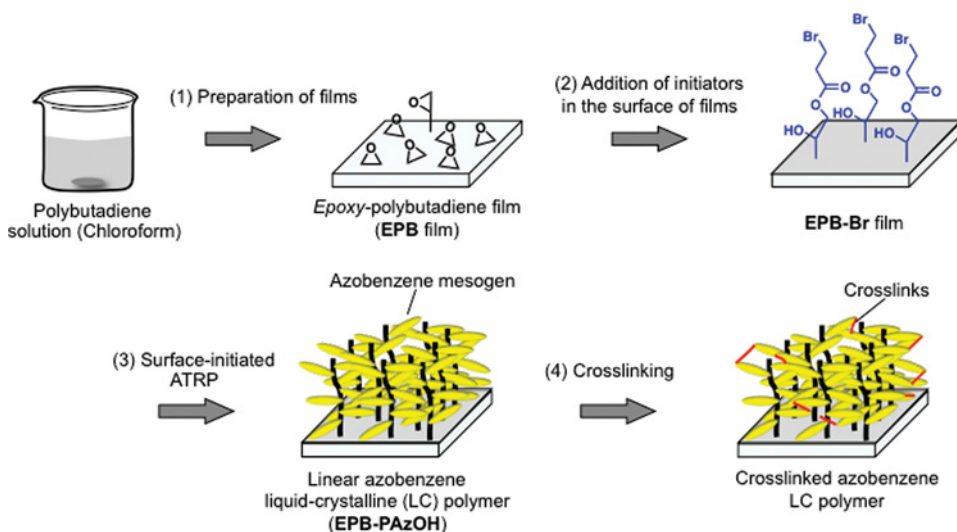 (1) Preparation of films
(2) Addition of initiators
in the surface of films
Polybutadiene
solution (Chloroform)
O
O
O
O
O
O
O
Epoxy-polybutadiene film
(EPB film)
Br
Br
Br
O
O
O
O
O
O
HO
HO
HO
EPB-Br film
(3) Surface-initiated
ATRP
Azobenzene mesogen
Linear azobenzene
liquid-crystalline (LC) polymer
(EPB-PAzOH)
(4) Crosslinking
Crosslinks
Crosslinked azobenzene
LC polymer